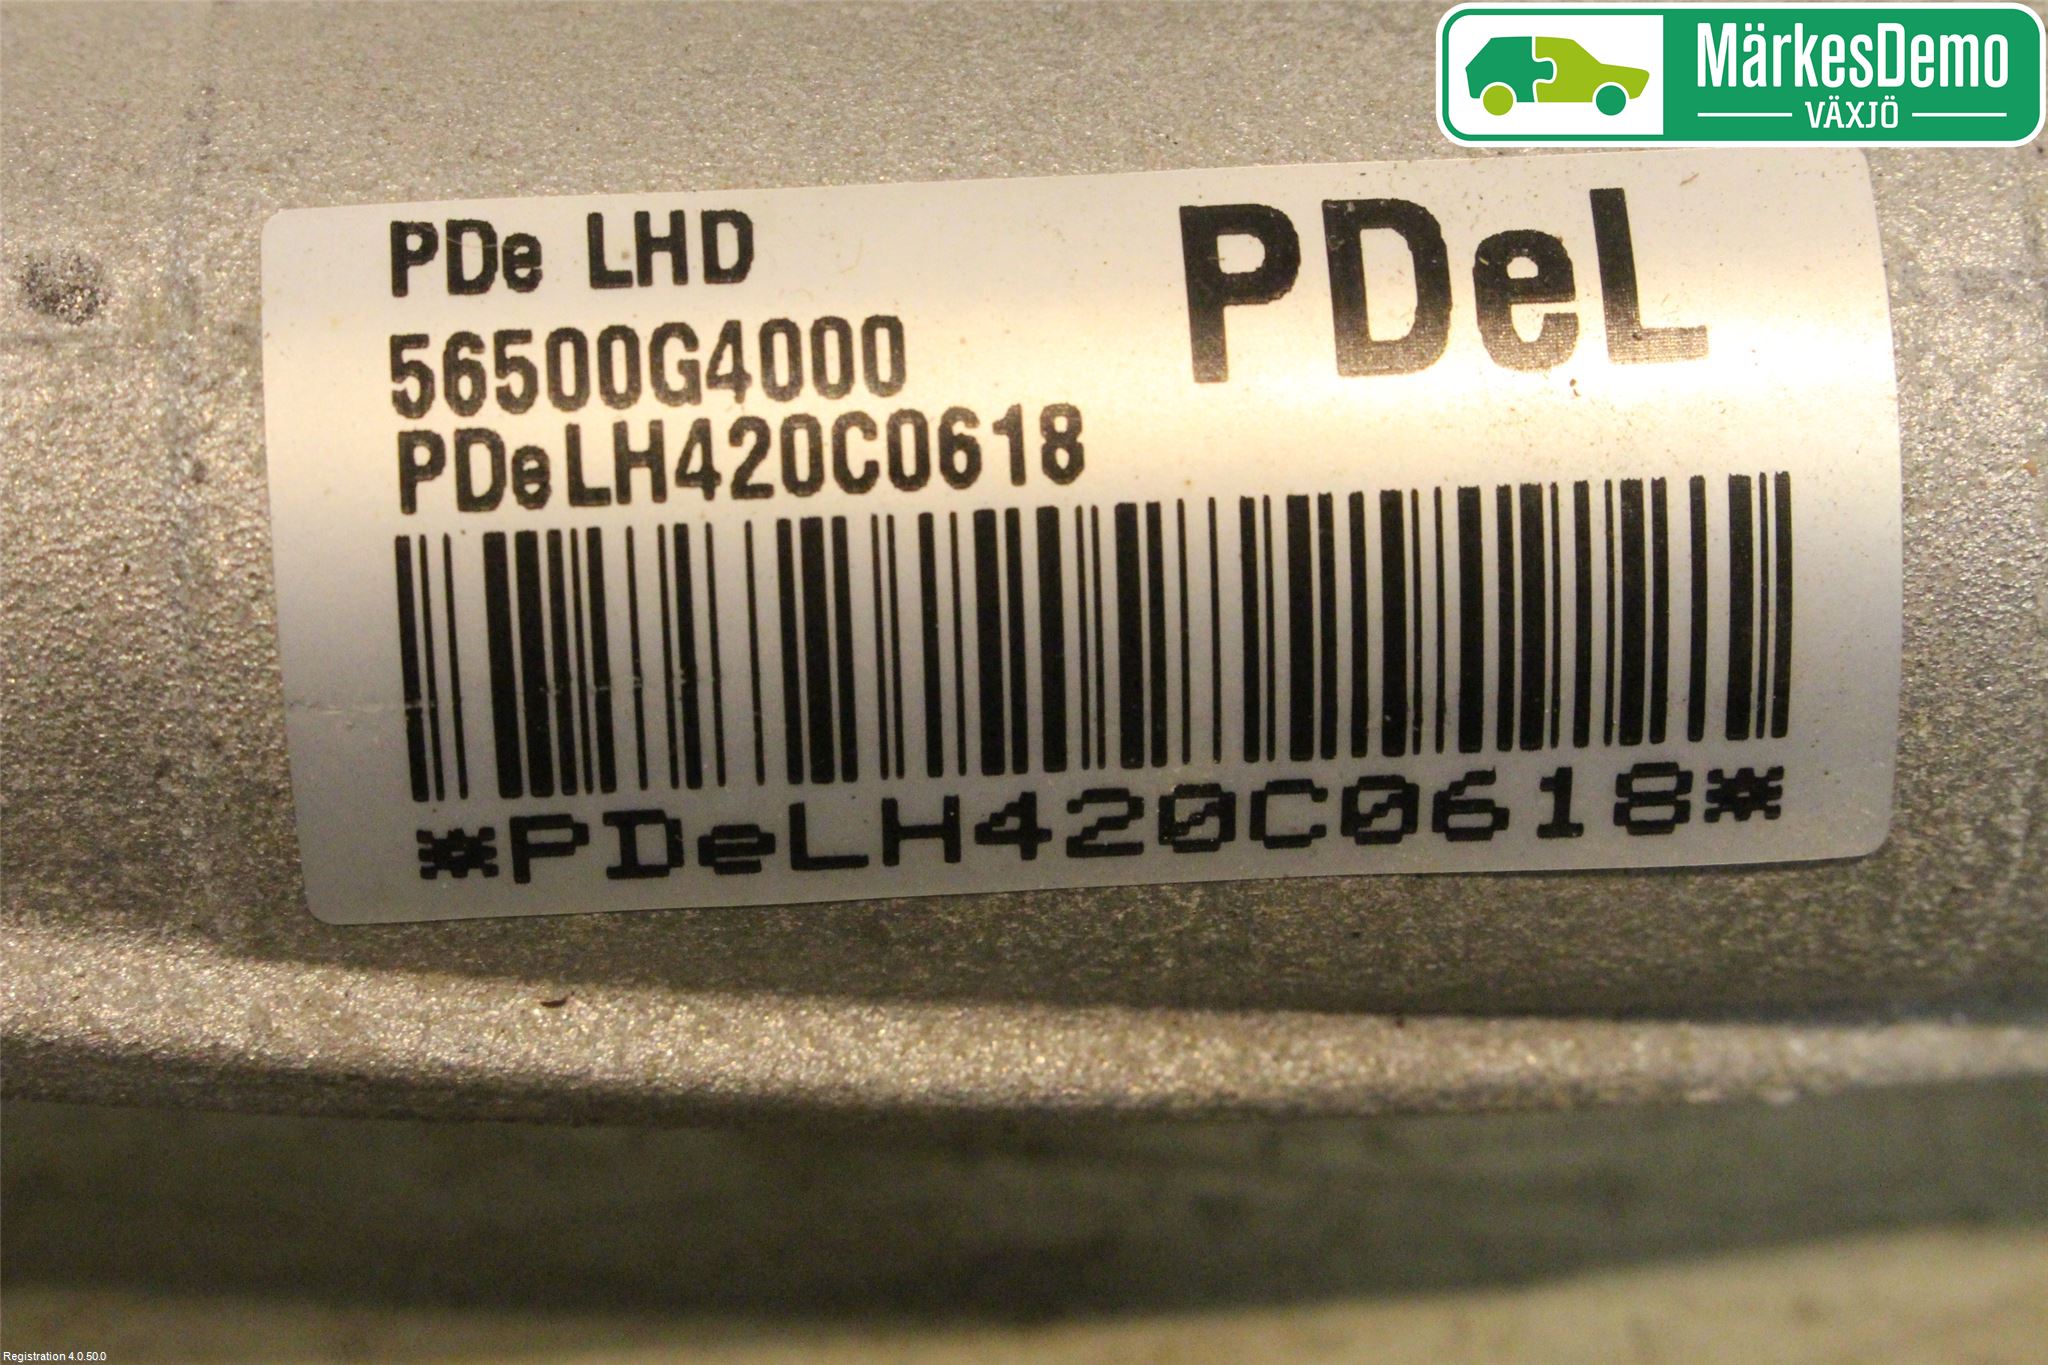 MärkesDemo
VÄXJÖ
PDe LHD
PDeL
56500G4000
PDeLH420C0618
*PDeLH420C0618*
Registration 4.0.50.0